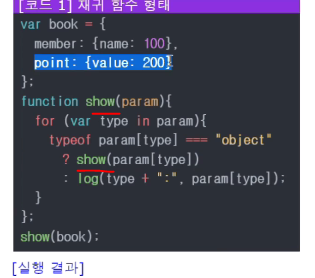 [코드 1] 재귀 함수 형태
var book = {
member: {name: 100},
point: {value: 200}
};
function show(param){
for (var type in param){
typeof param[type] === "object"
? show(param[type])
: log(type + ":", param[type]);
}
};
show(book);
[실행 결과]